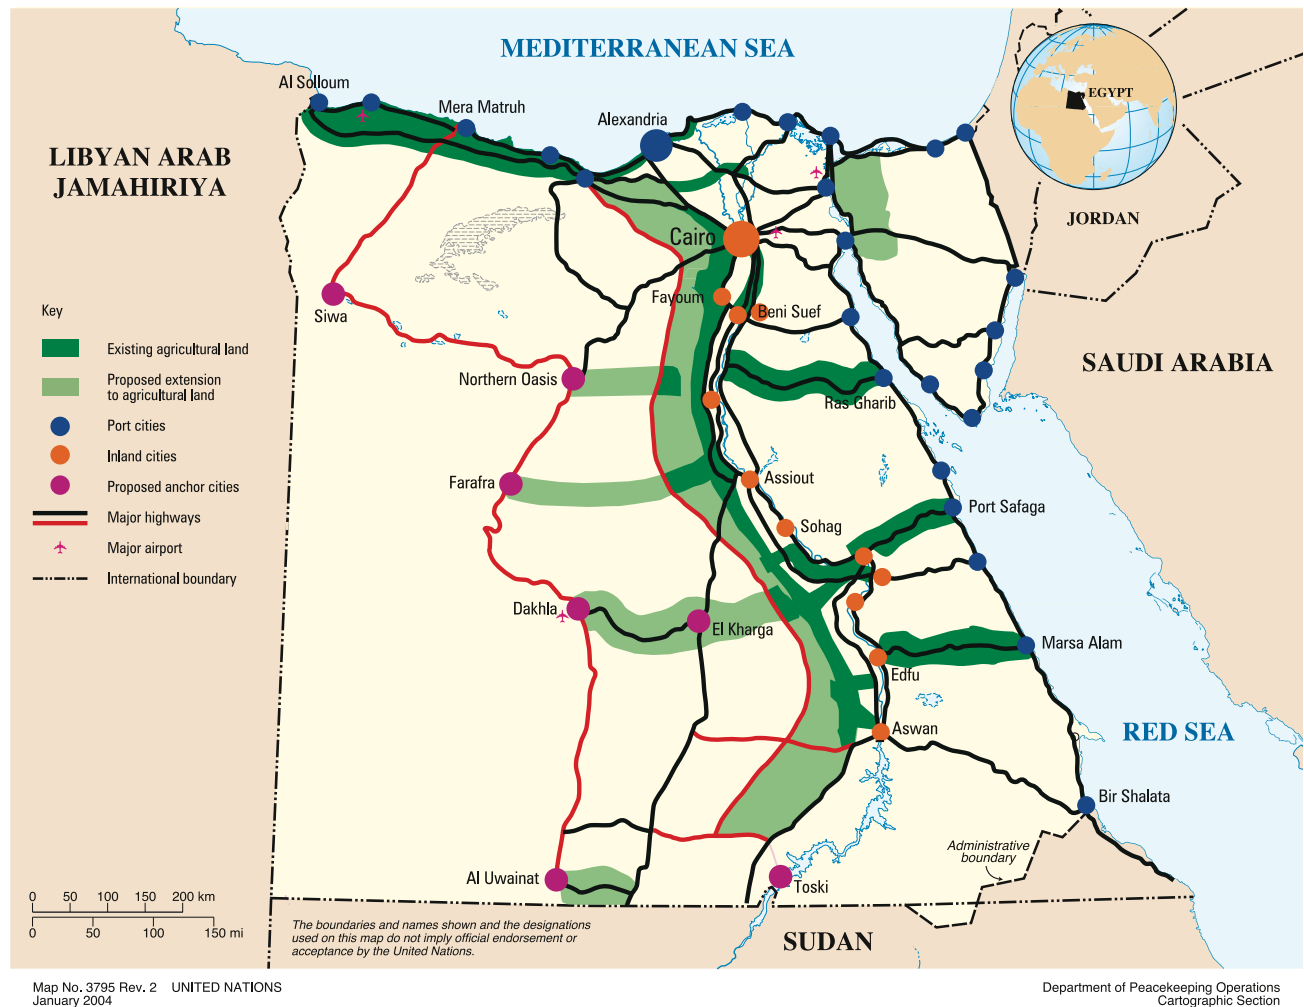 MEDITERRANEAN SEA
EGYPT
Al Solloum
Mera Matruh
Alexandria
LIBYAN ARAB
JAMAHIRIYA
JORDAN
Cairo
Siwa
Fayoum
Beni Suef
SAUDI ARABIA
Northern Oasis
Ras Gharib
Farafra
Assiout
Port Safaga
Sohag
Dakhla
El Kharga
Marsa Alam
Edfu
Aswan
RED SEA
Bir Shalata
Administrative
boundary
Al Uwainat
Toski
SUDAN
Key
Existing agricultural land
Proposed extension
to agricultural land
Port cities
Inland cities
Proposed anchor cities
Major highways
Major airport
International boundary
0 50 100 150 200 km
0 50 100 150 mi
The boundaries and names shown and the designations
used on this map do not imply official endorsement or
acceptance by the United Nations.
Map No. 3795 Rev. 2 UNITED NATIONS
January 2004
Department of Peacekeeping Operations
Cartographic Section